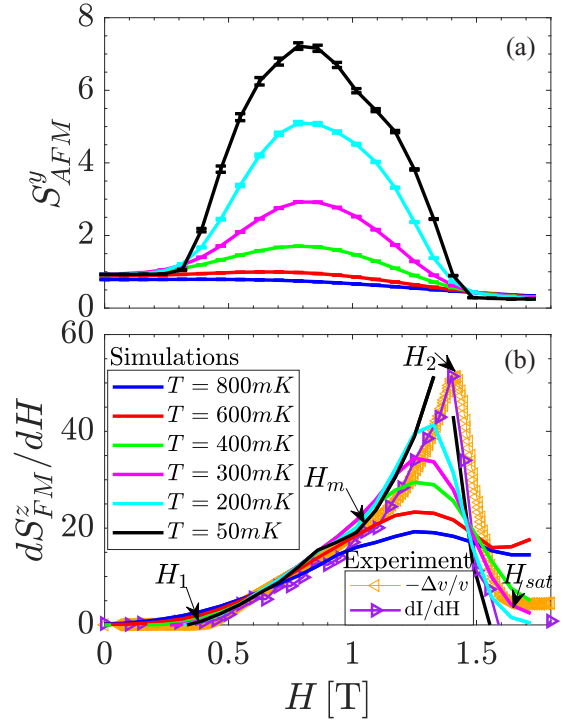 (a)
8
6
4
2
0
S^y_{AFM}
(b)
60
40
20
0
dS^z_{FM}/dH
Simulations
T = 800mK
T = 600mK
T = 400mK
T = 300mK
T = 200mK
T = 50mK
H_1
H_m
H_2
H_{sat}
Experiment
−Δv/v
dI/dH
0 0.5 1 1.5
H [T]